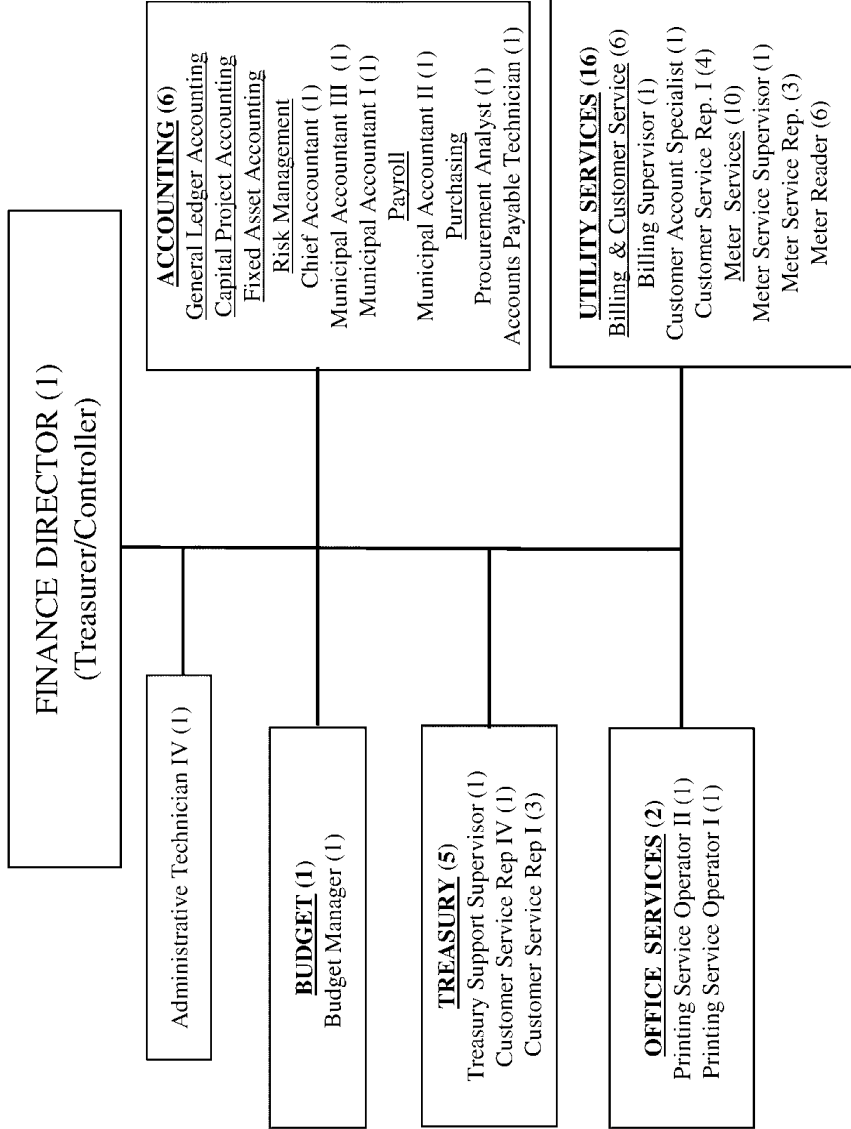 FINANCE DIRECTOR (1)
(Treasurer/Controller)
Administrative Technician IV (1)
BUDGET (1)
Budget Manager (1)
TREASURY (5)
Treasury Support Supervisor (1)
Customer Service Rep IV (1)
Customer Service Rep I (3)
OFFICE SERVICES (2)
Printing Service Operator II (1)
Printing Service Operator I (1)
ACCOUNTING (6)
General Ledger Accounting
Capital Project Accounting
Fixed Asset Accounting
Risk Management
Chief Accountant (1)
Municipal Accountant III (1)
Municipal Accountant I (1)
Payroll
Municipal Accountant II (1)
Purchasing
Procurement Analyst (1)
Accounts Payable Technician (1)
UTILITY SERVICES (16)
Billing & Customer Service (6)
Billing Supervisor (1)
Customer Account Specialist (1)
Customer Service Rep. I (4)
Meter Services (10)
Meter Service Supervisor (1)
Meter Service Rep. (3)
Meter Reader (6)